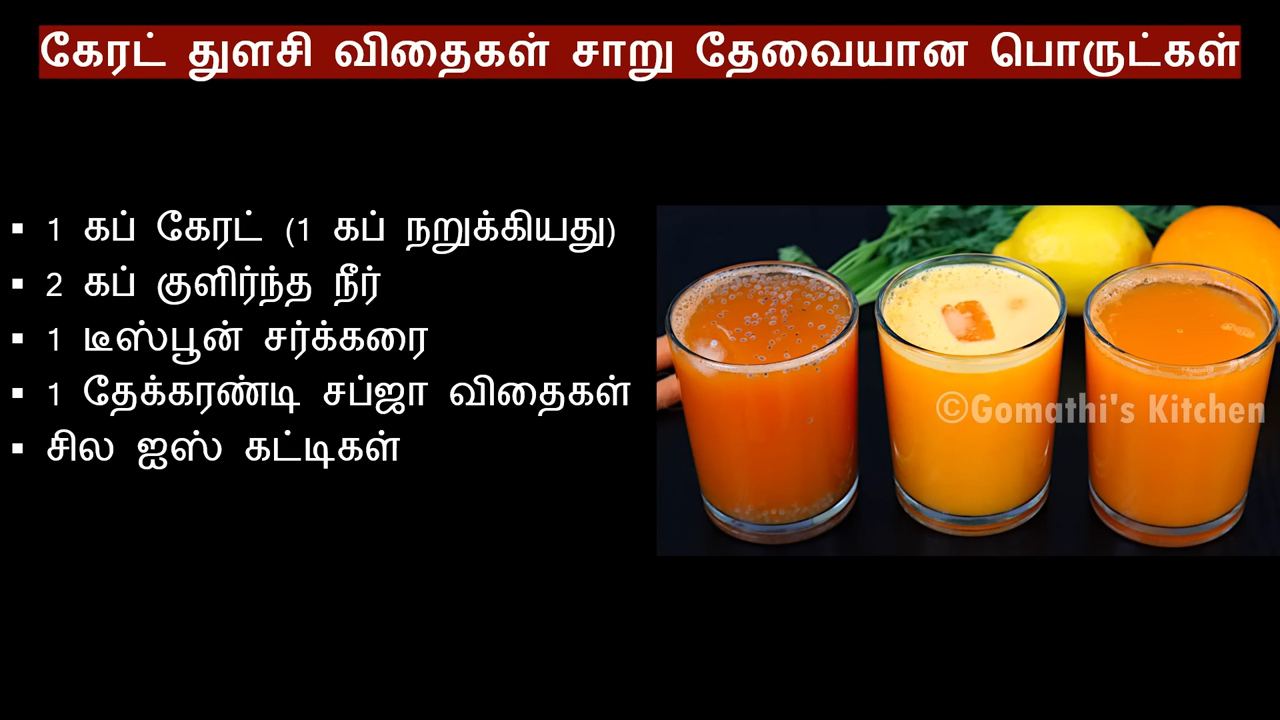 கேரட் துளசி விதைகள் சாறு தேவையான பொருட்கள்
▪ 1 கப் கேரட் (1 கப் நறுக்கியது)
▪ 2 கப் குளிர்ந்த நீர்
▪ 1 டீஸ்பூன் சர்க்கரை
▪ 1 தேக்கரண்டி சப்ஜா விதைகள்
▪ சில ஐஸ் கட்டிகள்
©Gomathi's Kitchen